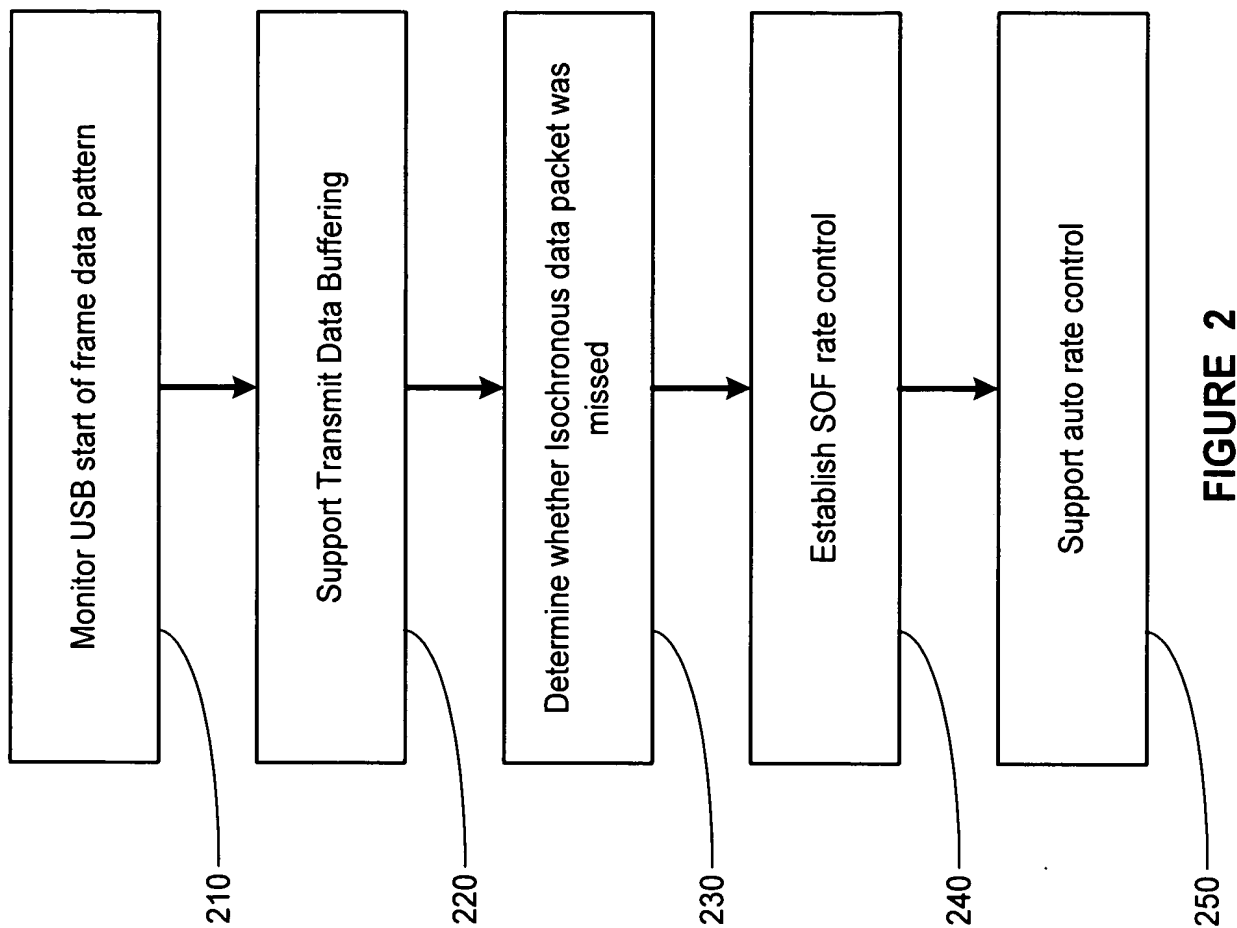 210
Monitor USB start of frame data pattern
220
Support Transmit Data Buffering
230
Determine whether Isochronous data packet was
missed
240
Establish SOF rate control
250
Support auto rate control
FIGURE 2